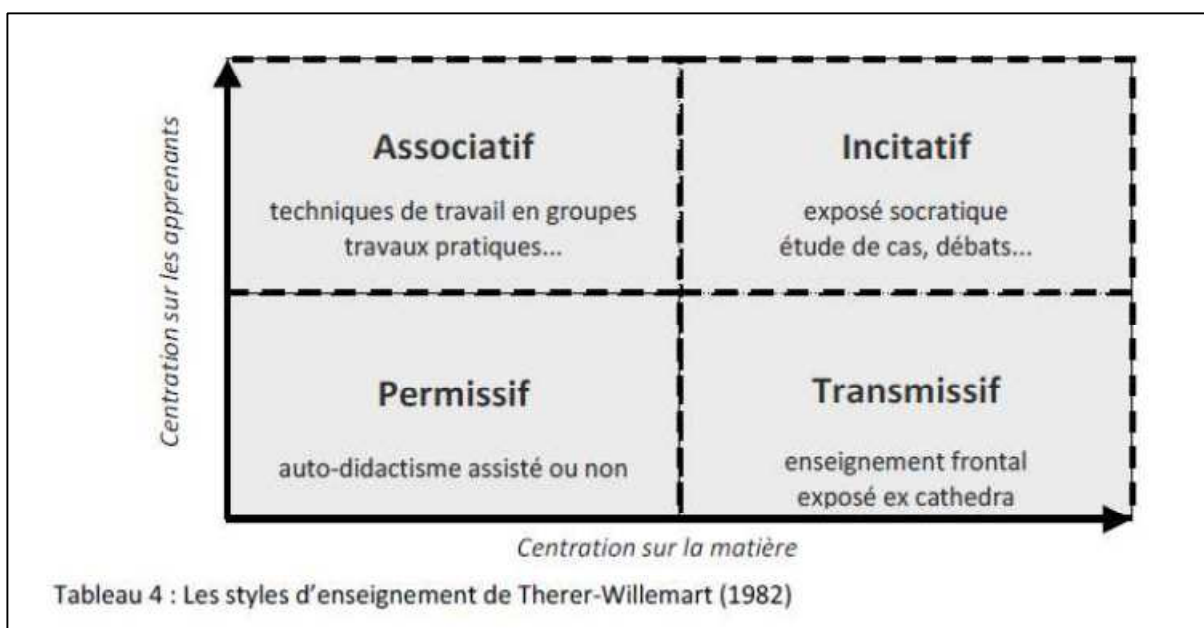 Centration sur les apprenants
Associatif
techniques de travail en groupes
travaux pratiques...
Incitatif
exposé socratique
étude de cas, débats...
Permissif
auto-didactisme assisté ou non
Transmissif
enseignement frontal
exposé ex cathedra
Centration sur la matière
Tableau 4 : Les styles d'enseignement de Therer-Willemart (1982)